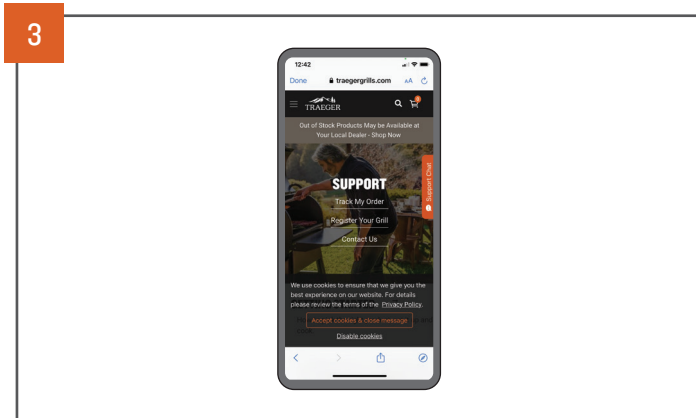 3
12:42
Done traegergrills.com AA
TRAEGER
Out of Stock Products May be Available at
Your Local Dealer - Shop Now
Support Chat
SUPPORT
Track My Order
Register Your Grill
Contact Us
We use cookies to ensure that we give you the
best experience on our website. For details
please review the terms of the Privacy Policy.
Accept cookies & close message
Disable cookies